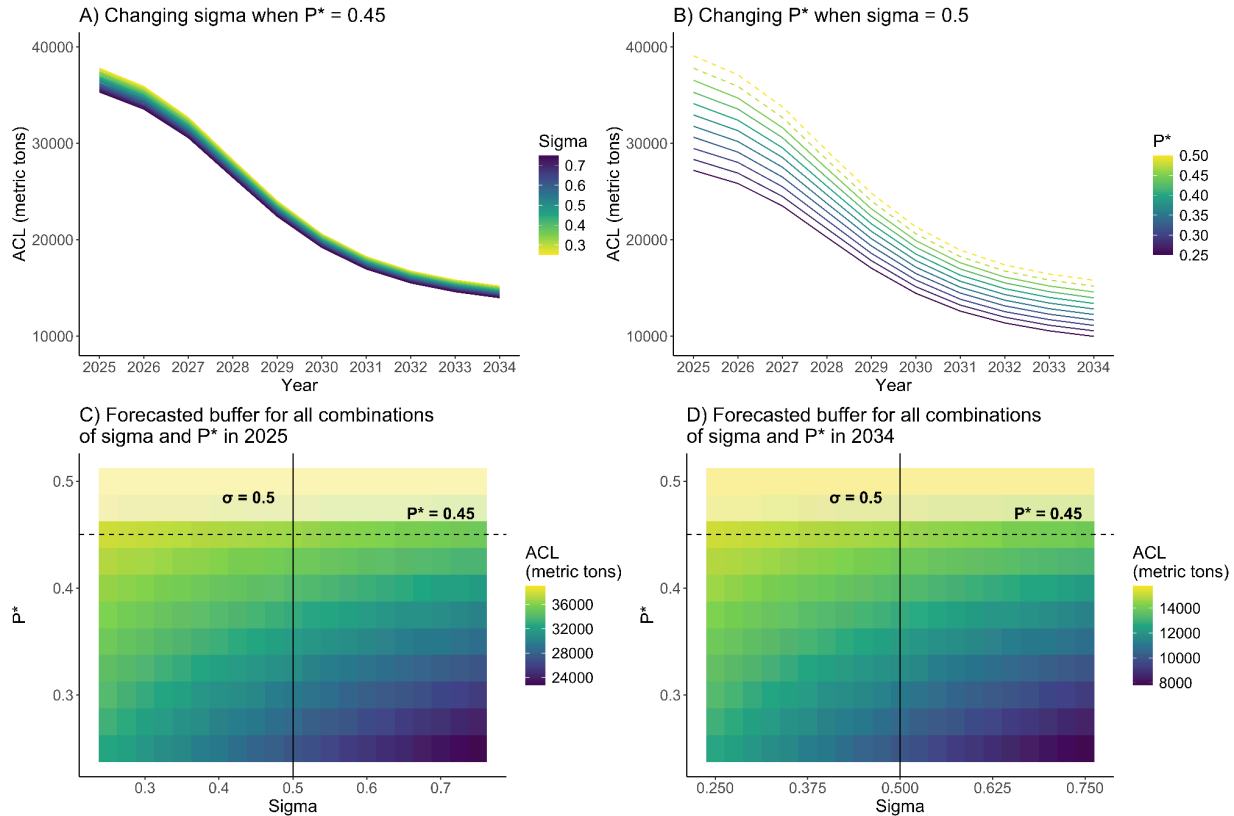 A) Changing sigma when P* = 0.45
ACL (metric tons)
40000
30000
20000
10000
2025 2026 2027 2028 2029 2030 2031 2032 2033 2034
Year
Sigma
0.7
0.6
0.5
0.4
0.3
B) Changing P* when sigma = 0.5
ACL (metric tons)
40000
30000
20000
10000
2025 2026 2027 2028 2029 2030 2031 2032 2033 2034
Year
P*
0.50
0.45
0.40
0.35
0.30
0.25
C) Forecasted buffer for all combinations
of sigma and P* in 2025
P*
0.5
0.4
0.3
σ = 0.5
P* = 0.45
0.3 0.4 0.5 0.6 0.7
Sigma
ACL
(metric tons)
36000
32000
28000
24000
D) Forecasted buffer for all combinations
of sigma and P* in 2034
P*
0.5
0.4
0.3
σ = 0.5
P* = 0.45
0.250 0.375 0.500 0.625 0.750
Sigma
ACL
(metric tons)
14000
12000
10000
8000